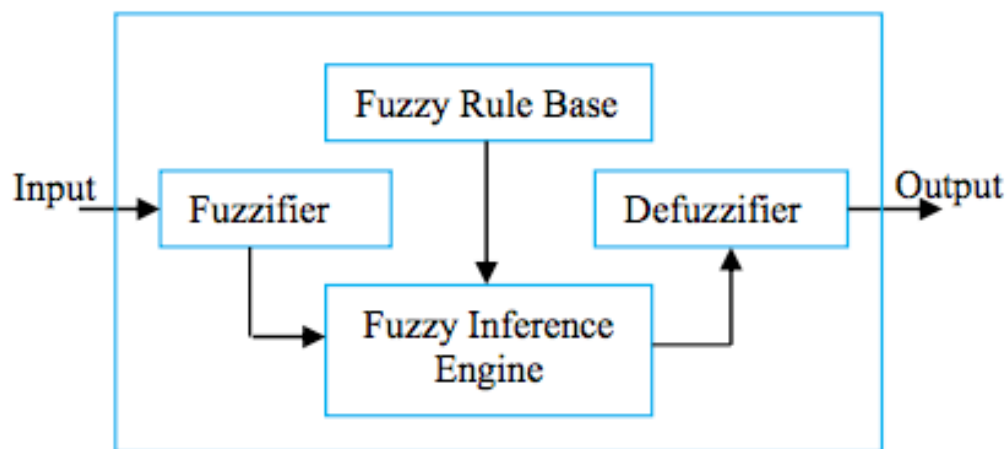 Fuzzy Rule Base
Input
Fuzzifier
Defuzzifier
Output
Fuzzy Inference
Engine